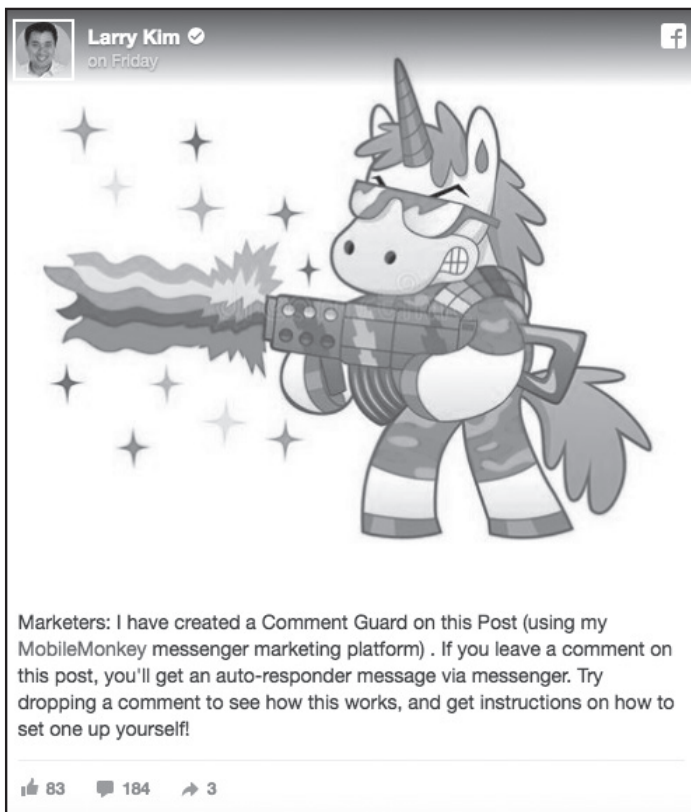 Larry Kim
on Friday
Marketers: I have created a Comment Guard on this Post (using my
MobileMonkey messenger marketing platform) . If you leave a comment on
this post, you'll get an auto-responder message via messenger. Try
dropping a comment to see how this works, and get instructions on how to
set one up yourself!
83 184 3